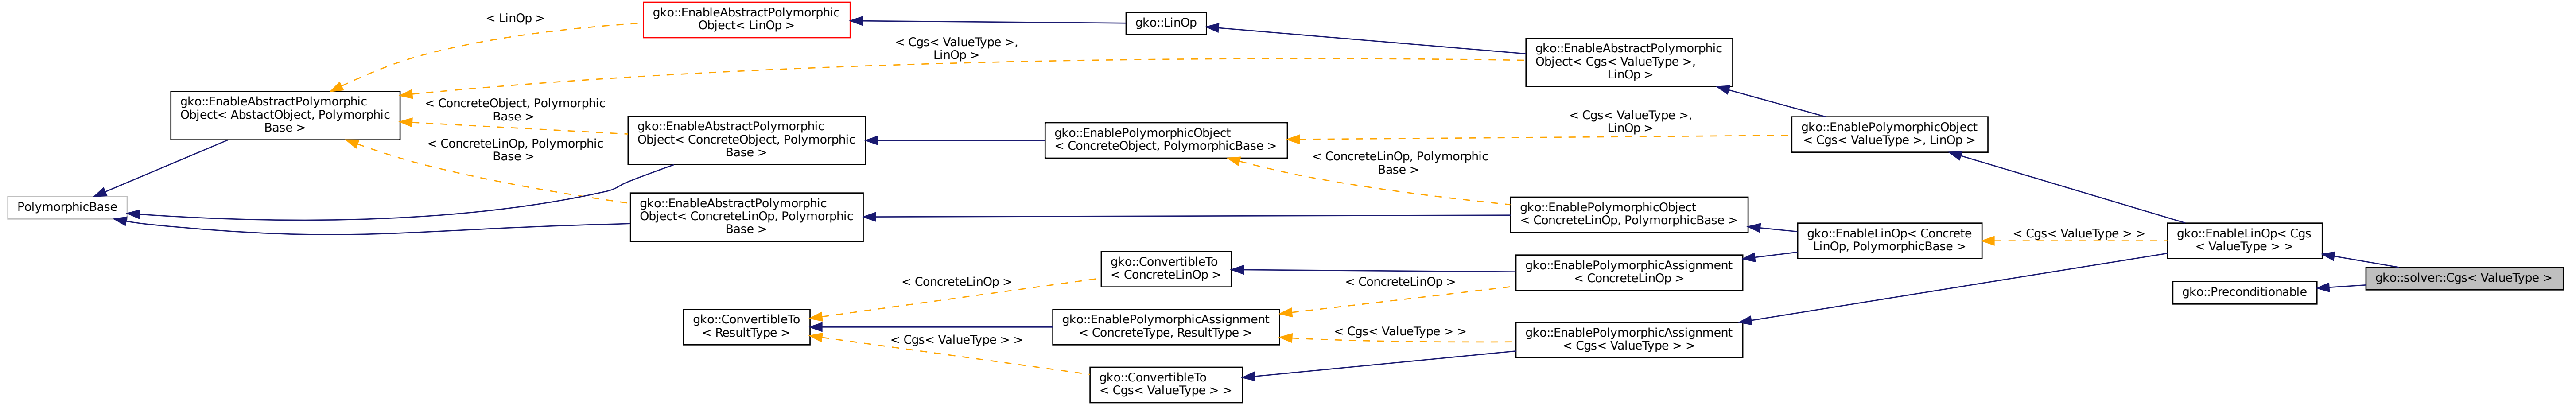 PolymorphicBase
gko::EnableAbstractPolymorphic
Object< AbstactObject, Polymorphic
Base >
< LinOp >
< Cgs< ValueType >,
LinOp >
< ConcreteObject, Polymorphic
Base >
< ConcreteLinOp, Polymorphic
Base >
gko::EnableAbstractPolymorphic
Object< LinOp >
gko::LinOp
gko::EnableAbstractPolymorphic
Object< Cgs< ValueType >,
LinOp >
gko::EnableAbstractPolymorphic
Object< ConcreteObject, Polymorphic
Base >
gko::EnablePolymorphicObject
< ConcreteObject, PolymorphicBase >
< Cgs< ValueType >,
LinOp >
< ConcreteLinOp, Polymorphic
Base >
gko::EnablePolymorphicObject
< Cgs< ValueType >, LinOp >
gko::EnableAbstractPolymorphic
Object< ConcreteLinOp, Polymorphic
Base >
gko::EnablePolymorphicObject
< ConcreteLinOp, PolymorphicBase >
gko::EnableLinOp< Concrete
LinOp, PolymorphicBase >
< Cgs< ValueType > >
gko::EnableLinOp< Cgs
< ValueType > >
gko::solver::Cgs< ValueType >
gko::Preconditionable
gko::ConvertibleTo
< ConcreteLinOp >
gko::EnablePolymorphicAssignment
< ConcreteLinOp >
< ConcreteLinOp >
< ConcreteLinOp >
gko::ConvertibleTo
< ResultType >
gko::EnablePolymorphicAssignment
< ConcreteType, ResultType >
< Cgs< ValueType > >
< Cgs< ValueType > >
gko::EnablePolymorphicAssignment
< Cgs< ValueType > >
gko::ConvertibleTo
< Cgs< ValueType > >